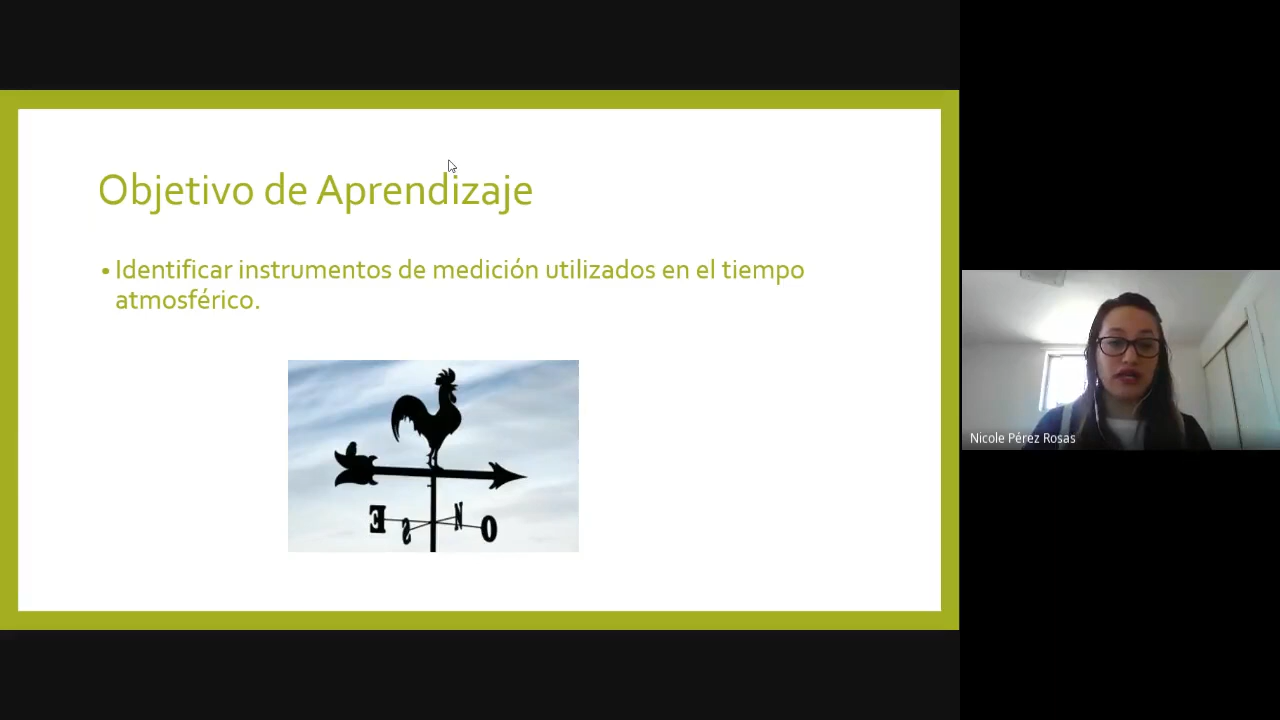 Objetivo de Aprendizaje
• Identificar instrumentos de medición utilizados en el tiempo
atmosférico.
E S N O
Nicole Pérez Rosas